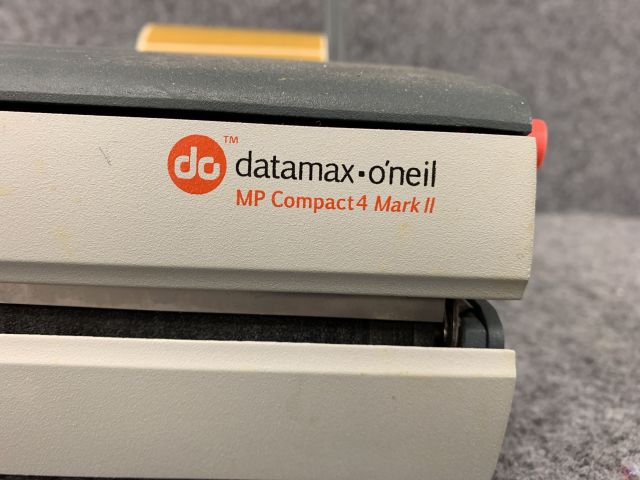 do™ datamax•o'neil
MP Compact4 Mark II